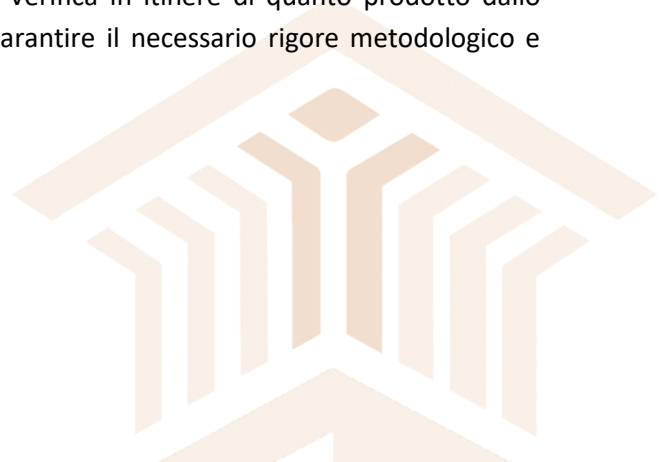 verifica in itinere di quanto prodotto dallo
arantire il necessario rigore metodologico e